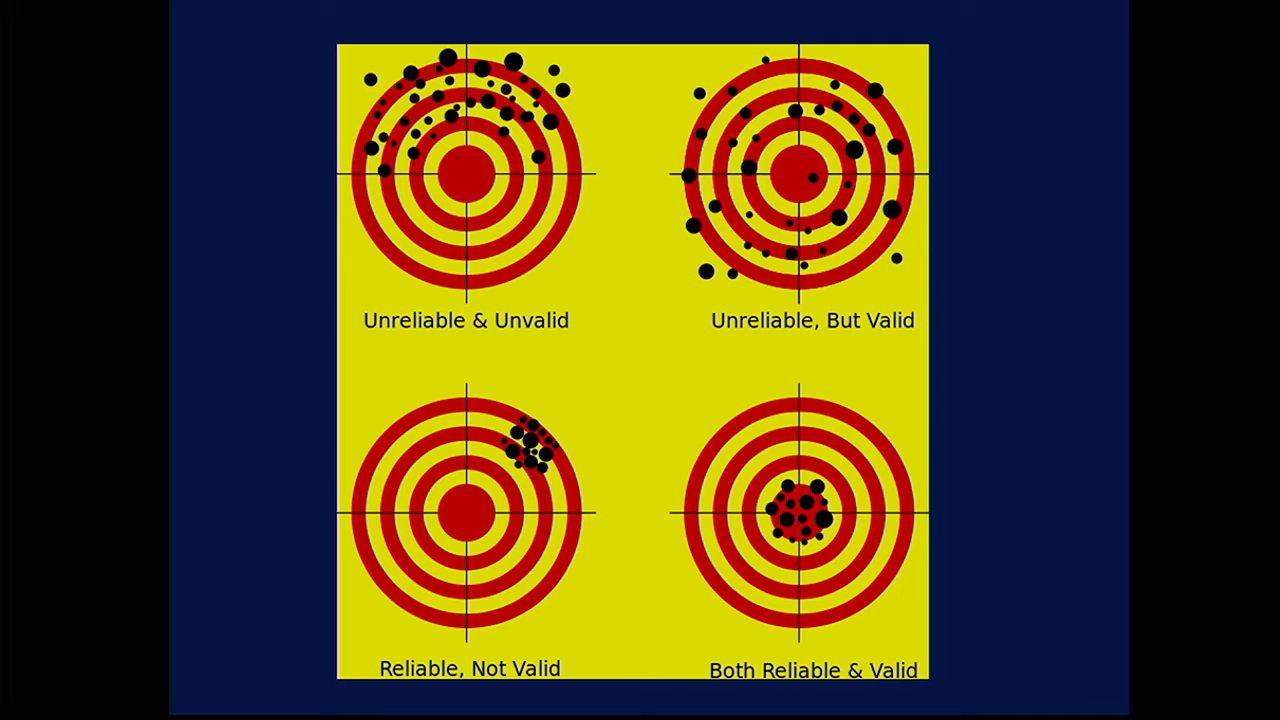 Unreliable & Unvalid
Unreliable, But Valid
Reliable, Not Valid
Both Reliable & Valid